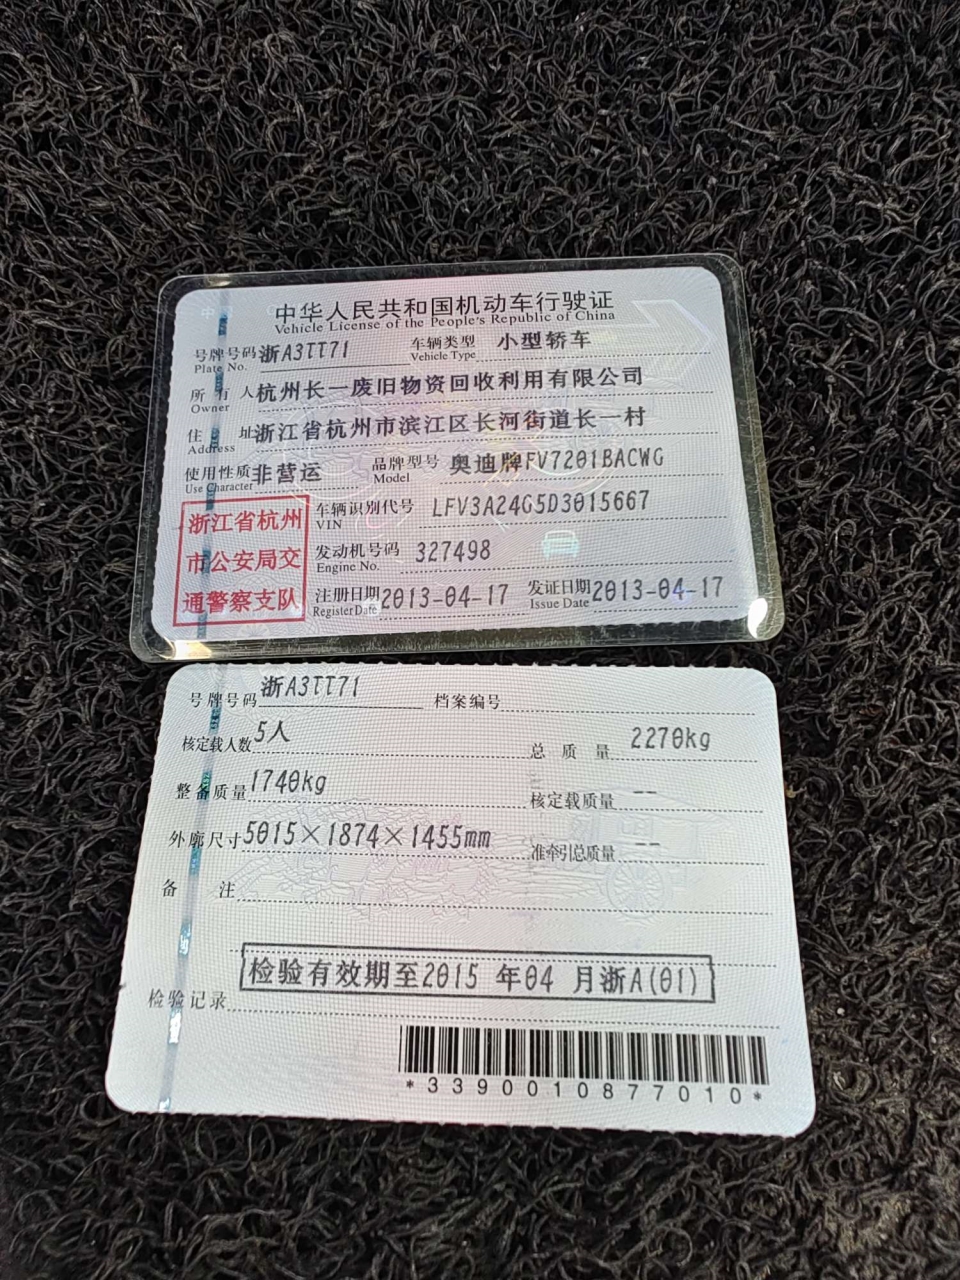 中华人民共和国机动车行驶证
Vehicle License of the People's Republic of China
号牌号码 浙A3TT71 车辆类型 小型轿车
Plate No. Vehicle Type
所有人 杭州长一废旧物资回收利用有限公司
Owner
住址 浙江省杭州市滨江区长河街道长一村
Address
使用性质 非营运 品牌型号 奥迪牌FV7201BACWG
Use Character Model
浙江省杭州
市公安局交
通警察支队
车辆识别代号 LFV3A24G5D3015667
VIN
发动机号码 327498
Engine No.
注册日期 2013-04-17 发证日期 2013-04-17
Register Date Issue Date
号牌号码 浙A3TT71 档案编号
核定载人数 5人 总质量 2270kg
整备质量 1740kg 核定载质量 --
外廓尺寸 5015×1874×1455mm 准牵引总质量 --
备注
检验有效期至2015年04月浙A(01)
检验记录
*3390010877010*